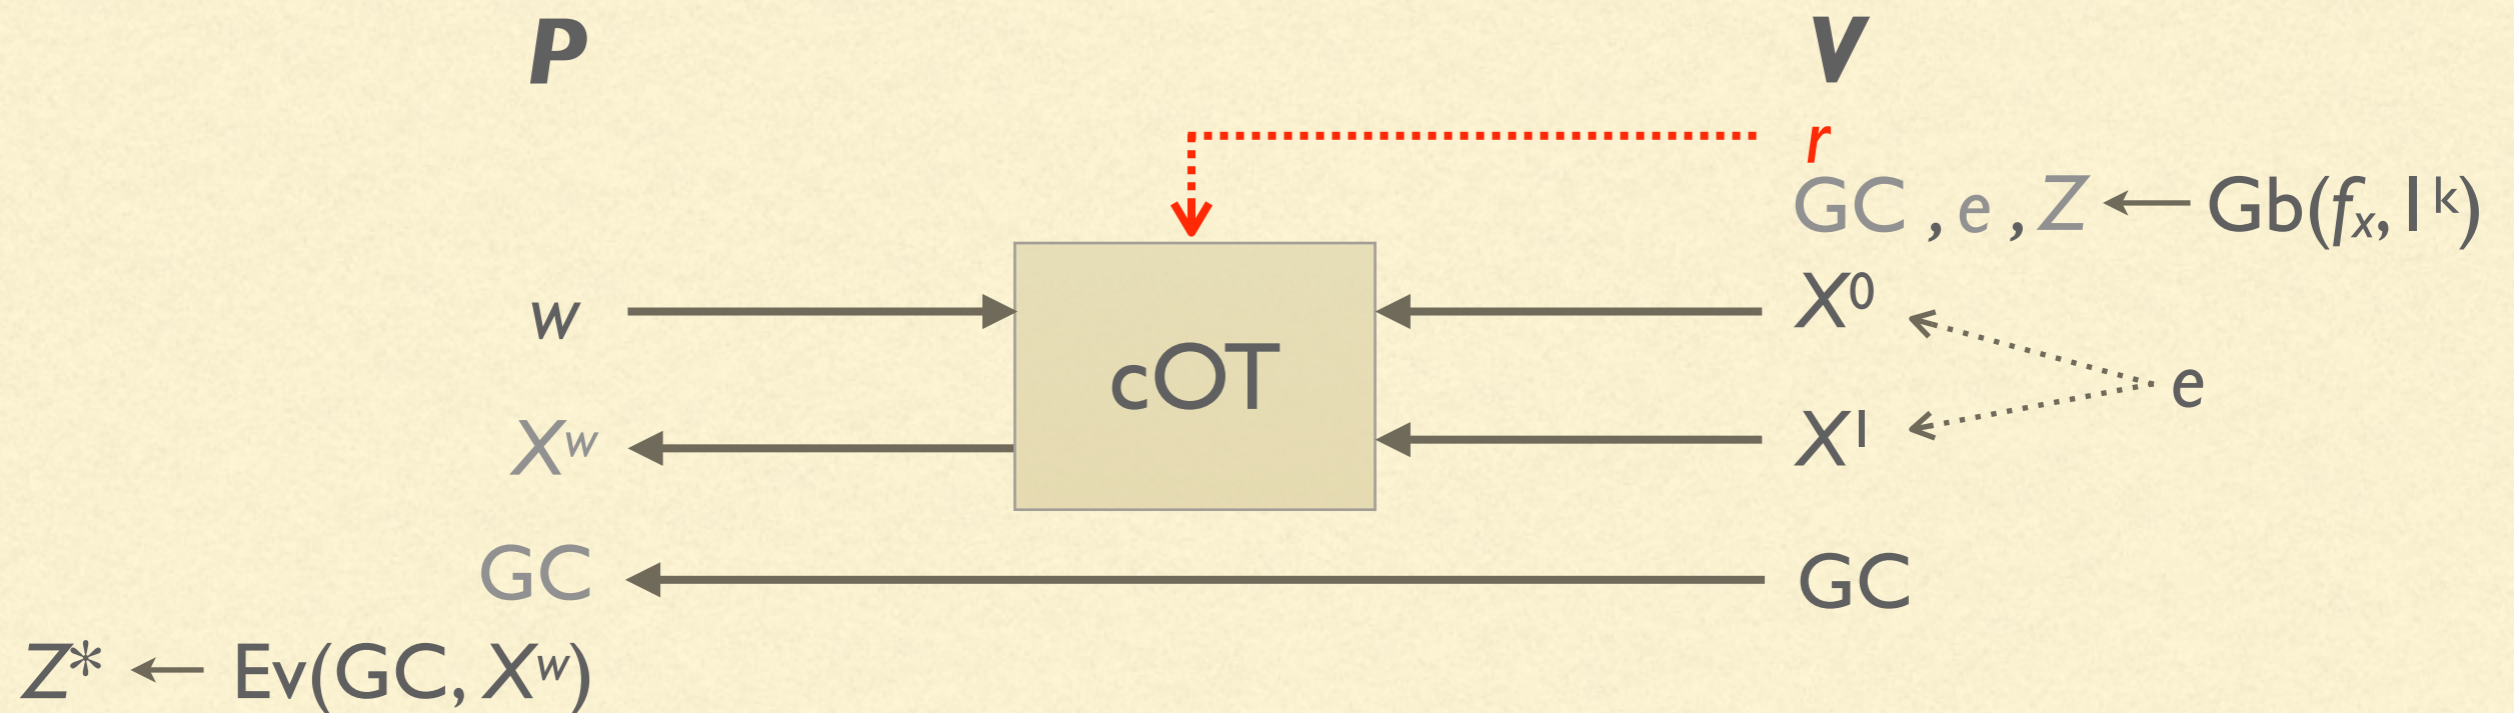 P V
r
GC , e , Z ← Gb(fₓ, 1ᵏ)
w cOT X⁰
e
Xʷ X¹
GC GC
Z* ← Ev(GC, Xʷ)